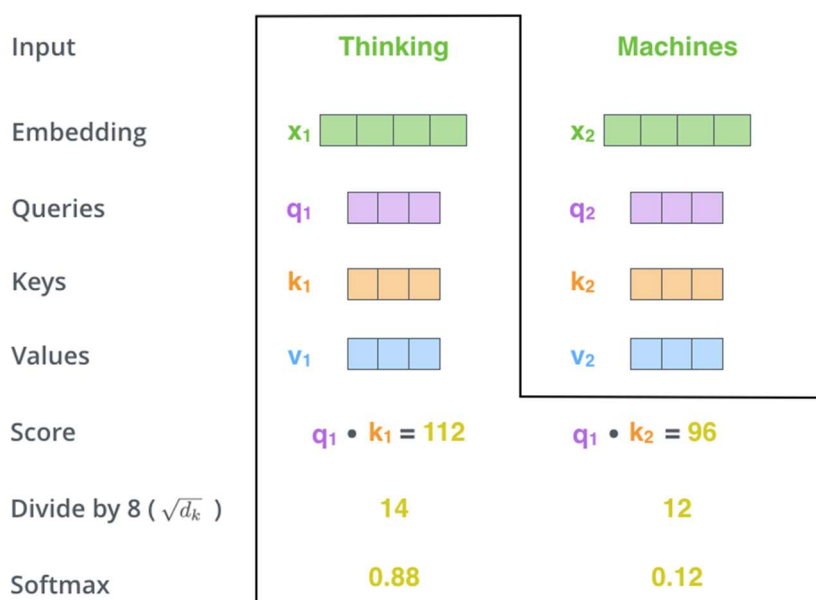 Input Thinking Machines
Embedding x₁ x₂
Queries q₁ q₂
Keys k₁ k₂
Values v₁ v₂
Score q₁ • k₁ = 112 q₁ • k₂ = 96
Divide by 8 ( √dₖ ) 14 12
Softmax 0.88 0.12